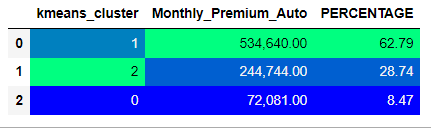 kmeans_cluster Monthly_Premium_Auto PERCENTAGE
0 1 534,640.00 62.79
1 2 244,744.00 28.74
2 0 72,081.00 8.47